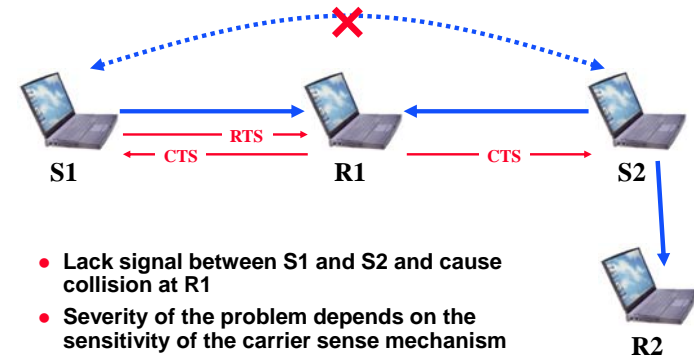 RTS
CTS
CTS
S1
R1
S2
● Lack signal between S1 and S2 and cause
collision at R1
● Severity of the problem depends on the
sensitivity of the carrier sense mechanism
R2